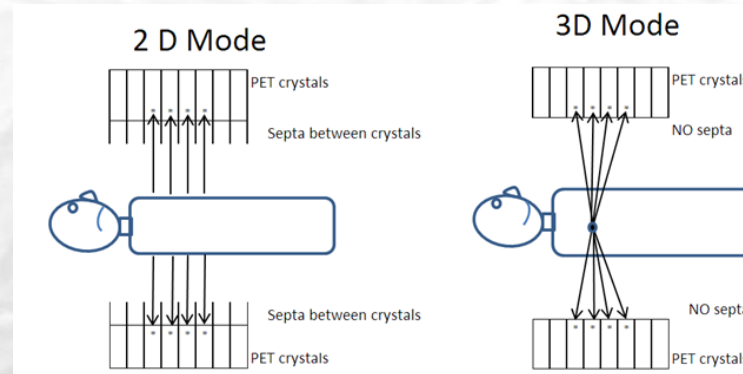 2 D Mode
PET crystals
Septa between crystals
Septa between crystals
PET crystals
3D Mode
PET crystal
NO septa
NO septa
PET crystal